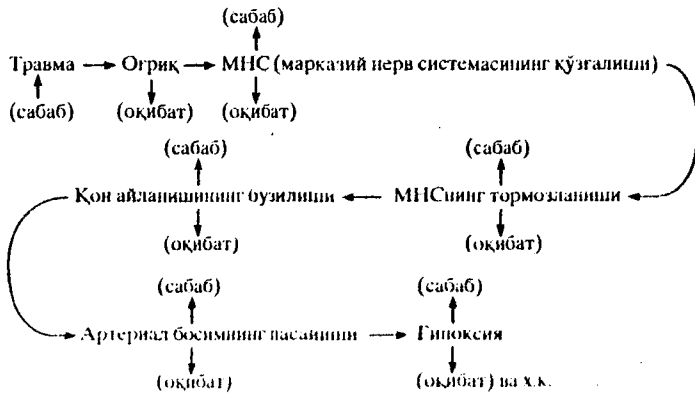 (сабаб)
Травма Оғриқ МНС (марказий нерв системасининг қўзғалиши)
(сабаб) (оқибат) (оқибат)
(сабаб) (сабаб)
Қон айланишининг бузилиши МНСнинг тормозланиши
(оқибат) (оқибат)
(сабаб) (сабаб)
Артериал босимнинг пасайиши Гипоксия
(оқибат) (оқибат) ва х.к.